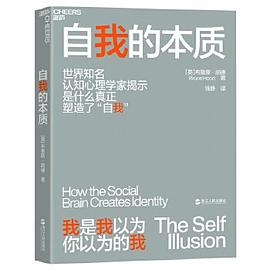 CHEERS
湛庐
自我的本质
世界知名
认知心理学家揭示
是什么真正
塑造了“自我”
[英]布鲁斯·胡德
(Bruce Hood) 著
钱静 译
How the Social
Brain Creates Identity
我是我以为
你以为的我
The Self
Illusion
浙江人民出版社
自我的本质